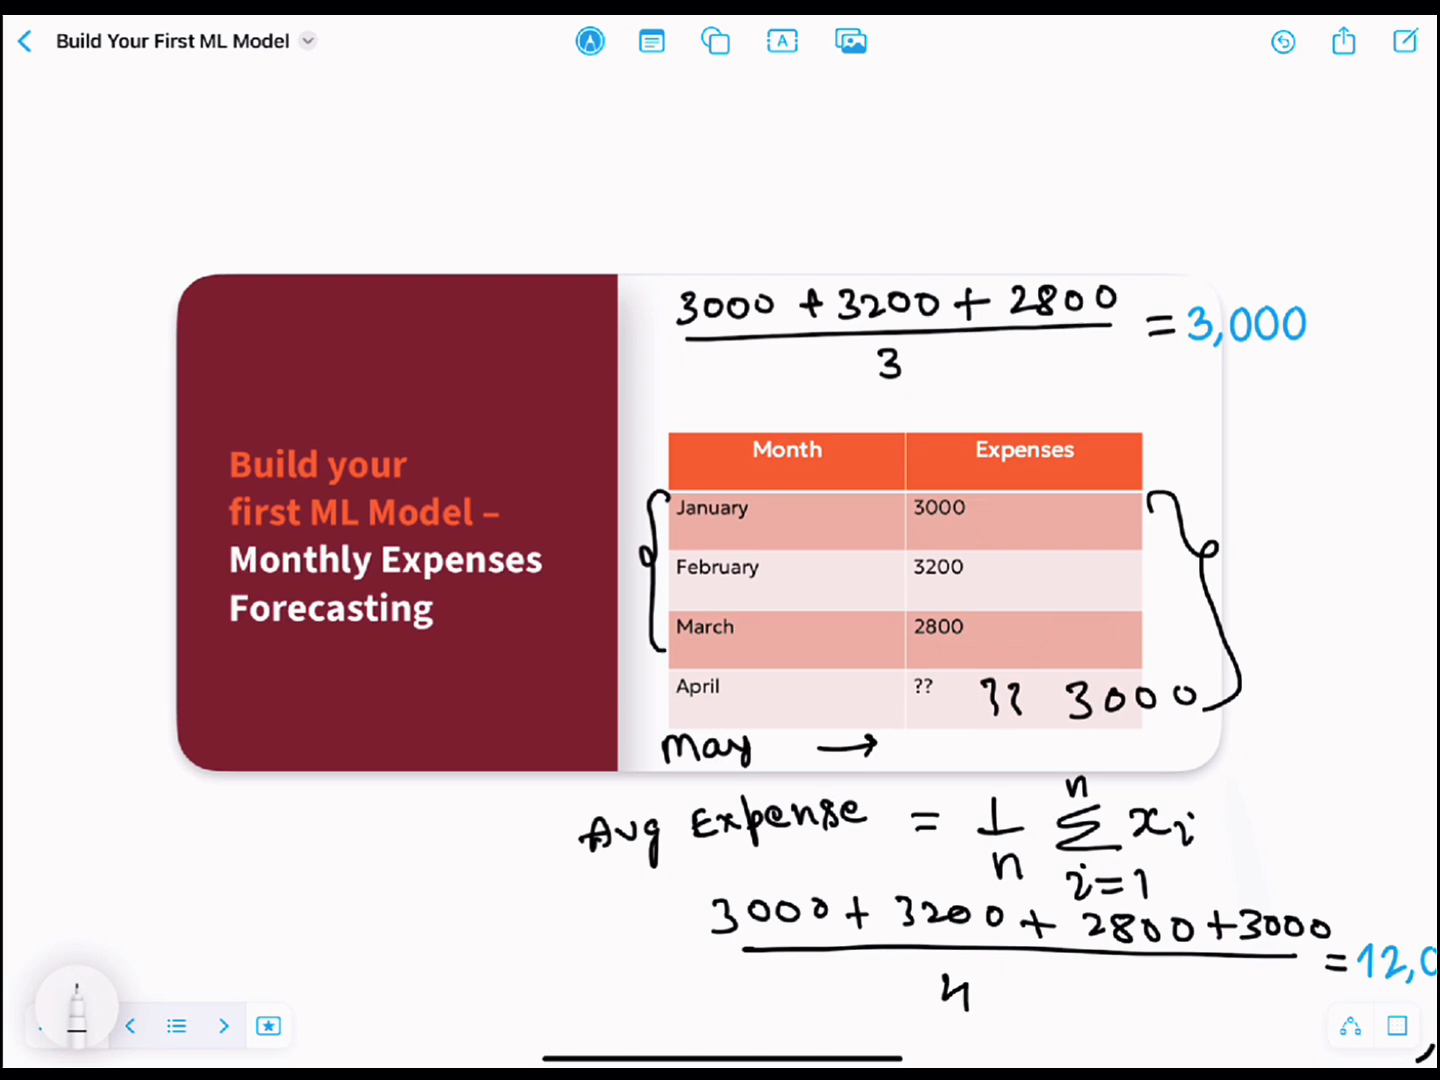 Build Your First ML Model
3000 + 3200 + 2800
3
= 3,000
Build your
first ML Model –
Monthly Expenses
Forecasting
Month Expenses
January 3000
February 3200
March 2800
April ?? ?? 3000
May →
Avg Expense = 1/n ∑ n i=1 xi
3000 + 3200 + 2800 + 3000
4
= 12,0